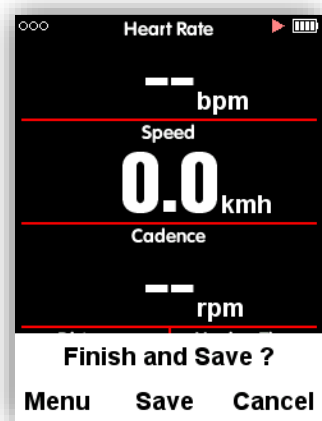 Heart Rate
-- bpm
Speed
0.0 kmh
Cadence
-- rpm
Finish and Save ?
Menu Save Cancel